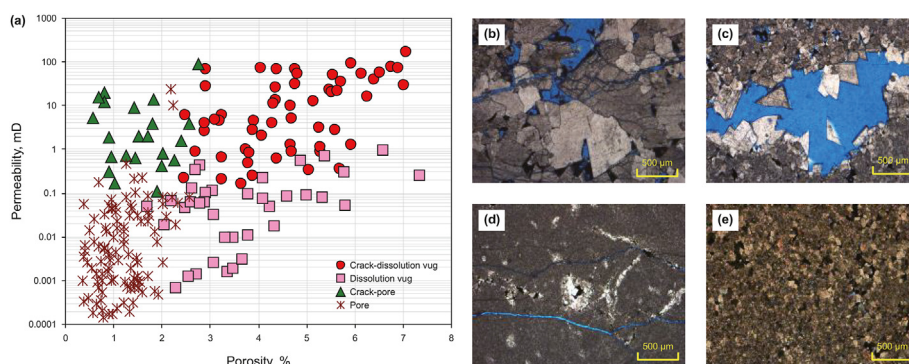 (a)
1000
100
10
1
0.1
0.01
0.001
0.0001
Permeability, mD
Crack-dissolution vug
Dissolution vug
Crack-pore
Pore
0 1 2 3 4 5 6 7 8
Porosity, %
(b)
500 μm
(c)
500 μm
(d)
500 μm
(e)
500 μm